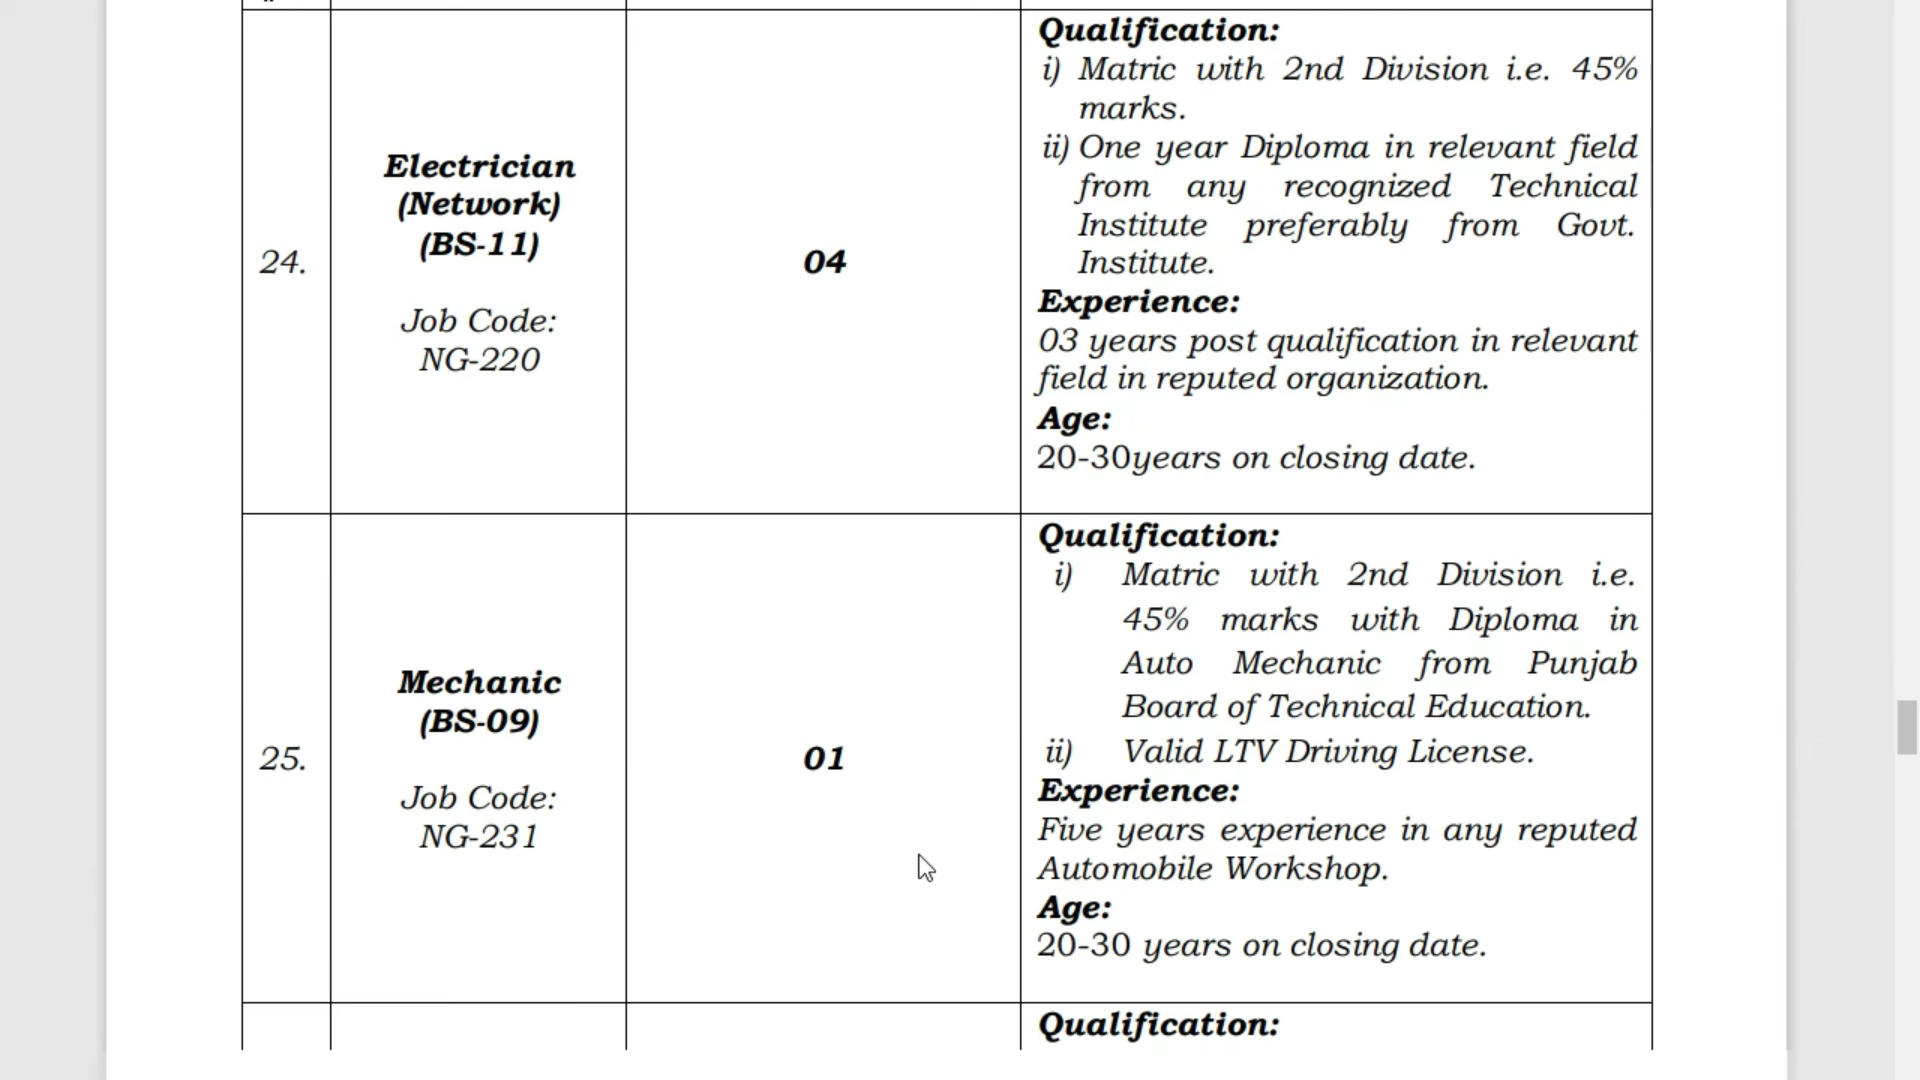 24.
Electrician
(Network)
(BS-11)
Job Code:
NG-220
04
Qualification:
i) Matric with 2nd Division i.e. 45%
marks.
ii) One year Diploma in relevant field
from any recognized Technical
Institute preferably from Govt.
Institute.
Experience:
03 years post qualification in relevant
field in reputed organization.
Age:
20-30years on closing date.
25.
Mechanic
(BS-09)
Job Code:
NG-231
01
Qualification:
i) Matric with 2nd Division i.e.
45% marks with Diploma in
Auto Mechanic from Punjab
Board of Technical Education.
ii) Valid LTV Driving License.
Experience:
Five years experience in any reputed
Automobile Workshop.
Age:
20-30 years on closing date.
Qualification: